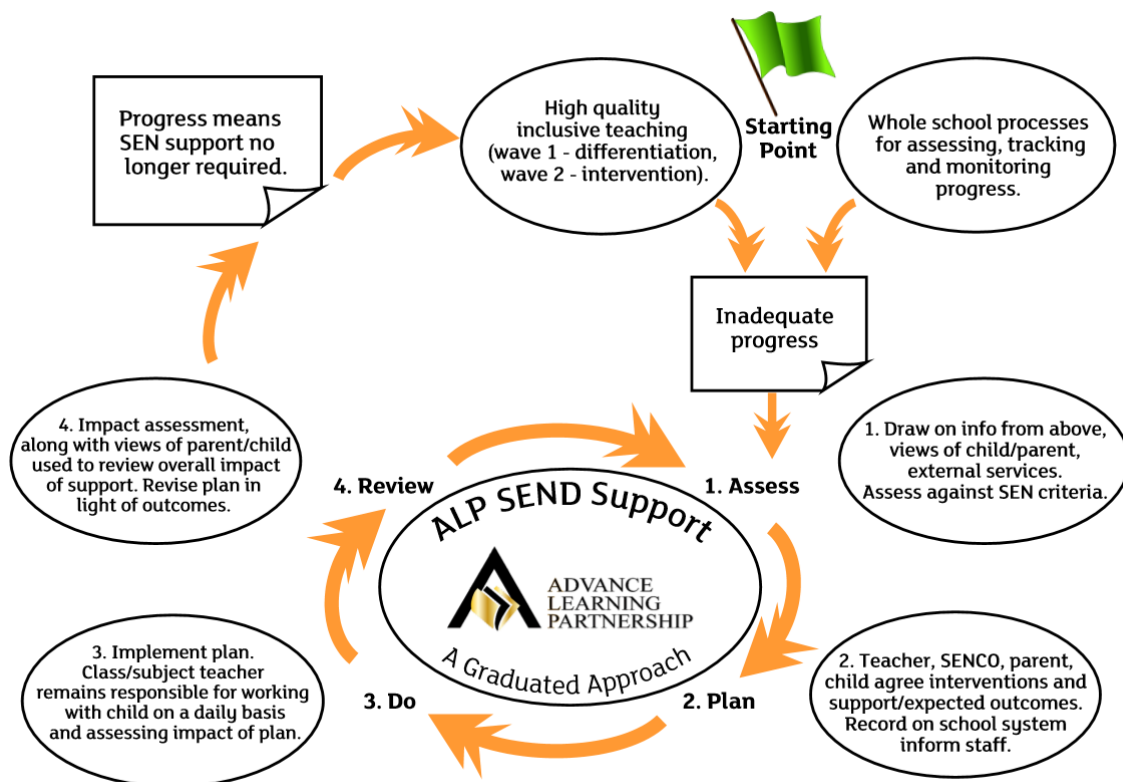 Progress means
SEN support no
longer required.
High quality
inclusive teaching
(wave 1 - differentiation,
wave 2 - intervention).
Starting
Point
Whole school processes
for assessing, tracking
and monitoring
progress.
Inadequate
progress
4. Impact assessment,
along with views of parent/child
used to review overall impact
of support. Revise plan in
light of outcomes.
4. Review
1. Assess
1. Draw on info from above,
views of child/parent,
external services.
Assess against SEN criteria.
ALP SEND Support
ADVANCE
LEARNING
PARTNERSHIP
A Graduated Approach
3. Implement plan.
Class/subject teacher
remains responsible for working
with child on a daily basis
and assessing impact of plan.
3. Do
2. Plan
2. Teacher, SENCO, parent,
child agree interventions and
support/expected outcomes.
Record on school system
inform staff.